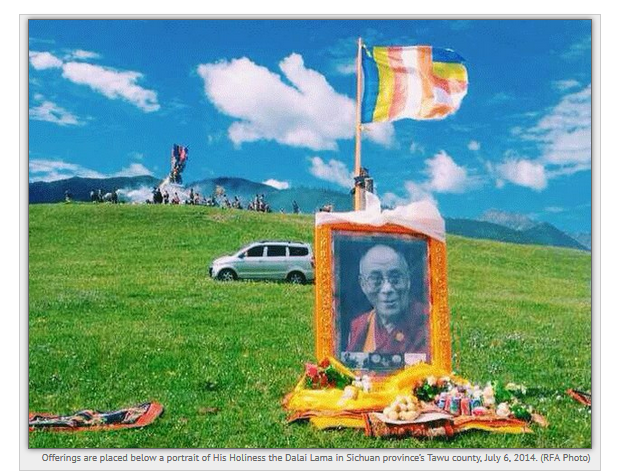 Offerings are placed below a portrait of His Holiness the Dalai Lama in Sichuan province's Tawu county, July 6, 2014. (RFA Photo)